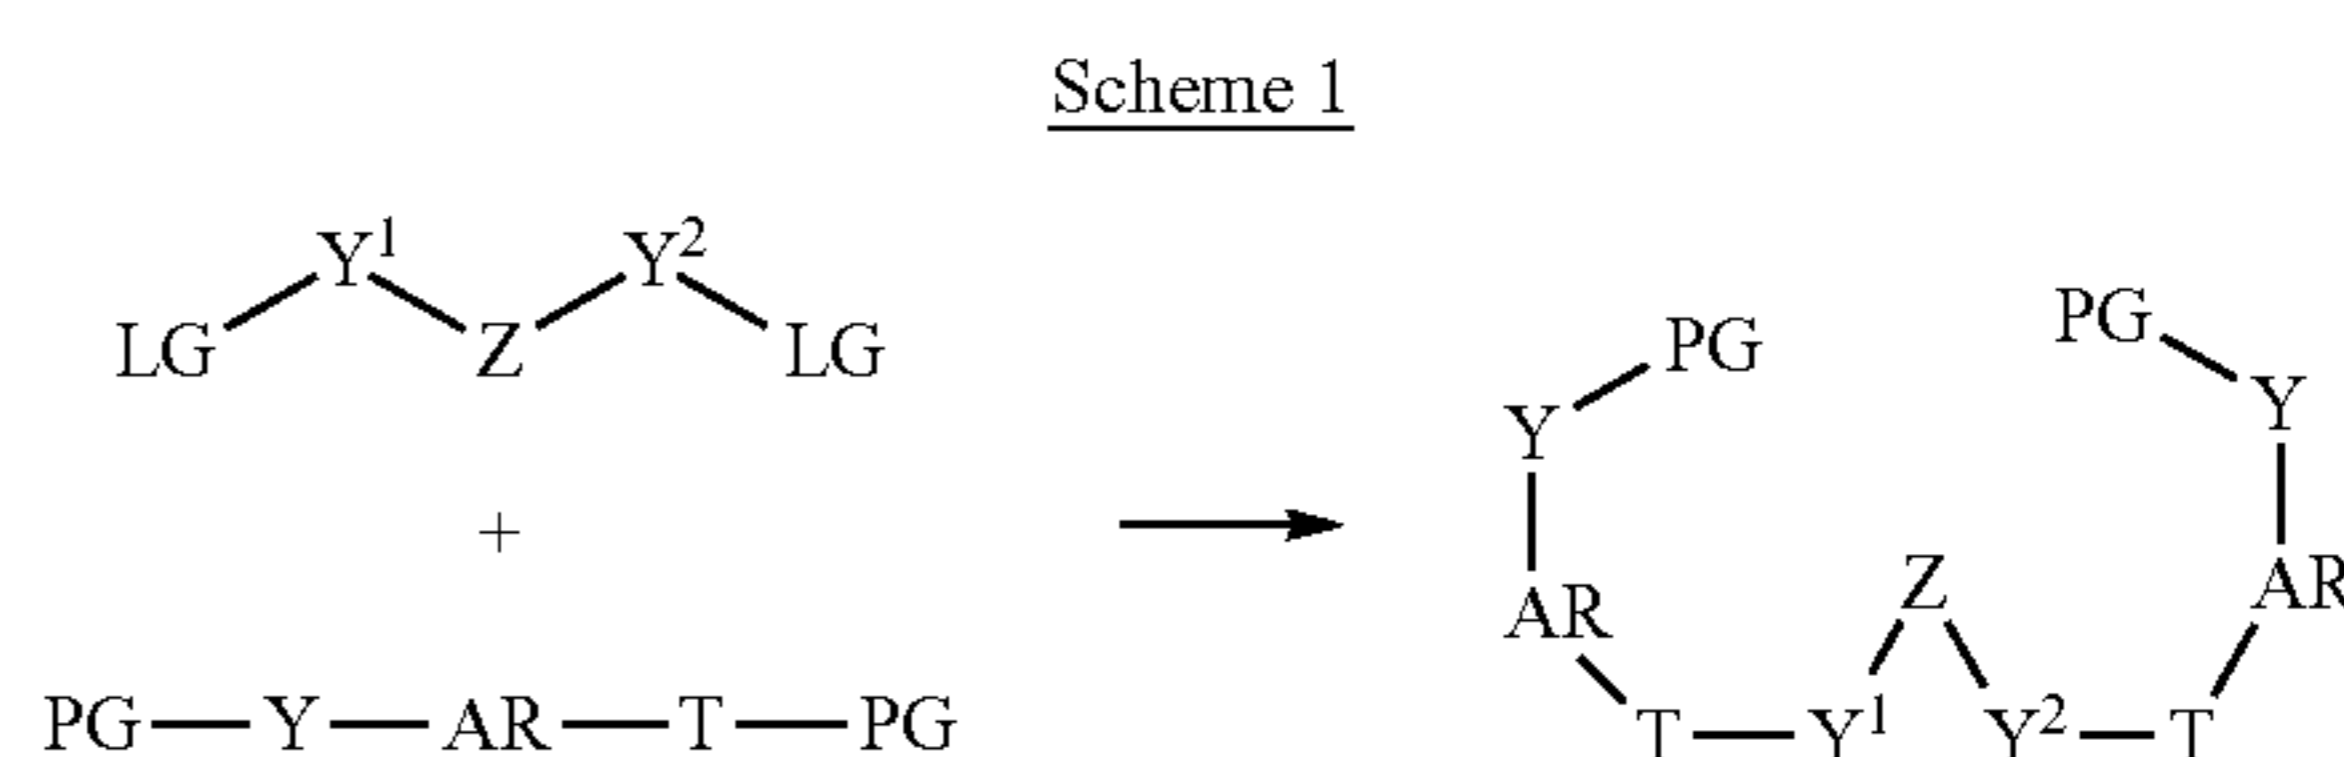 Scheme 1
Y¹ Y²
LG Z LG
PG PG
Y Y
+
Z
AR AR
PG Y AR T PG
T Y¹ Y² T